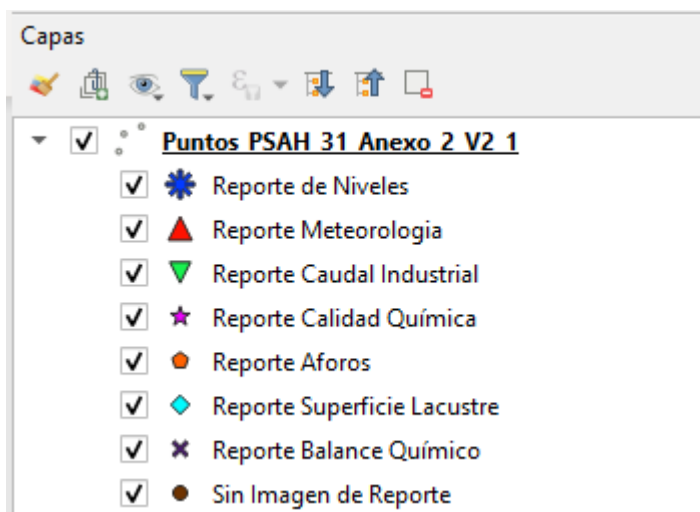 Capas
Puntos PSAH 31 Anexo 2 V2 1
Reporte de Niveles
Reporte Meteorologia
Reporte Caudal Industrial
Reporte Calidad Química
Reporte Aforos
Reporte Superficie Lacustre
Reporte Balance Químico
Sin Imagen de Reporte